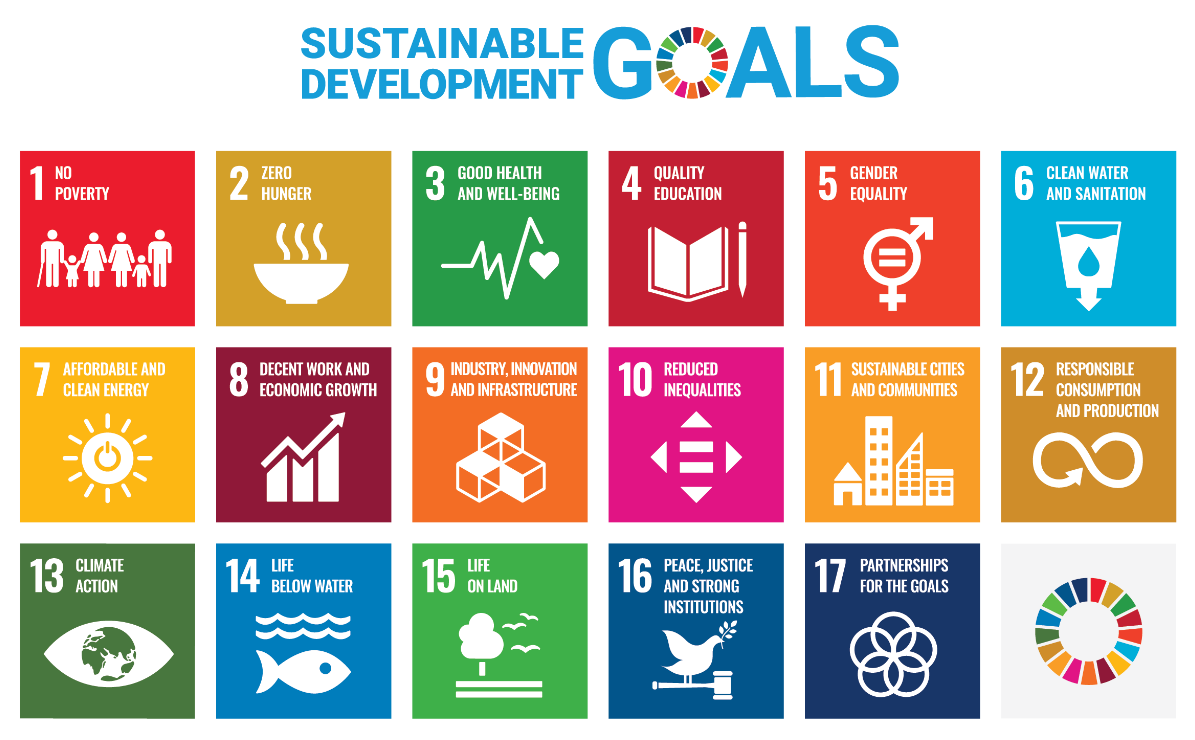 SUSTAINABLE
DEVELOPMENT
GOALS
1 NO
POVERTY
2 ZERO
HUNGER
3 GOOD HEALTH
AND WELL-BEING
4 QUALITY
EDUCATION
5 GENDER
EQUALITY
6 CLEAN WATER
AND SANITATION
7 AFFORDABLE AND
CLEAN ENERGY
8 DECENT WORK AND
ECONOMIC GROWTH
9 INDUSTRY, INNOVATION
AND INFRASTRUCTURE
10 REDUCED
INEQUALITIES
11 SUSTAINABLE CITIES
AND COMMUNITIES
12 RESPONSIBLE
CONSUMPTION
AND PRODUCTION
13 CLIMATE
ACTION
14 LIFE
BELOW WATER
15 LIFE
ON LAND
16 PEACE, JUSTICE
AND STRONG
INSTITUTIONS
17 PARTNERSHIPS
FOR THE GOALS